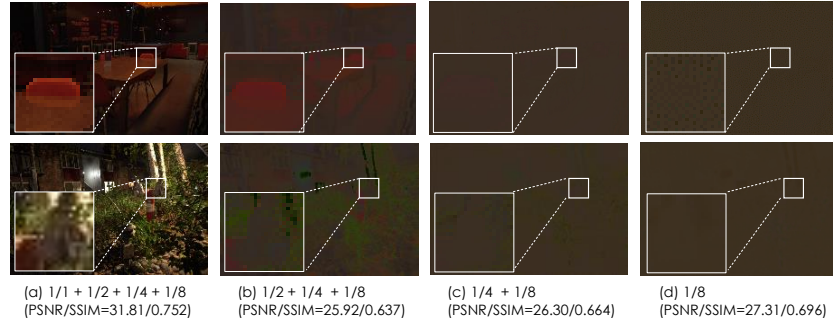 (a) 1/1 + 1/2 + 1/4 + 1/8
(PSNR/SSIM=31.81/0.752)
(b) 1/2 + 1/4 + 1/8
(PSNR/SSIM=25.92/0.637)
(c) 1/4 + 1/8
(PSNR/SSIM=26.30/0.664)
(d) 1/8
(PSNR/SSIM=27.31/0.696)